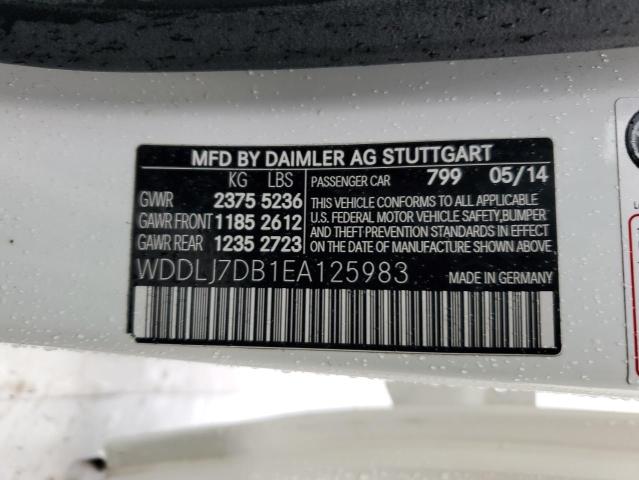 MFD BY DAIMLER AG STUTTGART
KG LBS
GVWR 2375 5236
GAWR FRONT 1185 2612
GAWR REAR 1235 2723
PASSENGER CAR 799 05/14
THIS VEHICLE CONFORMS TO ALL APPLICABLE
U.S. FEDERAL MOTOR VEHICLE SAFETY, BUMPER
AND THEFT PREVENTION STANDARDS IN EFFECT
ON THE DATE OF MANUFACTURE SHOWN ABOVE.
WDDLJ7DB1EA125983
MADE IN GERMANY